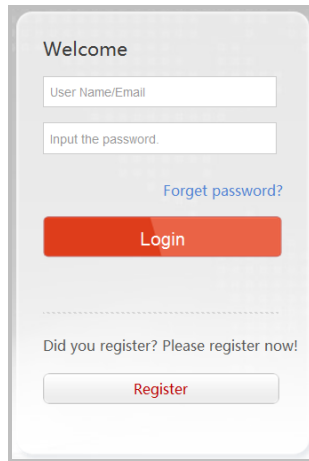 Welcome
User Name/Email
Input the password.
Forget password?
Login
Did you register? Please register now!
Register